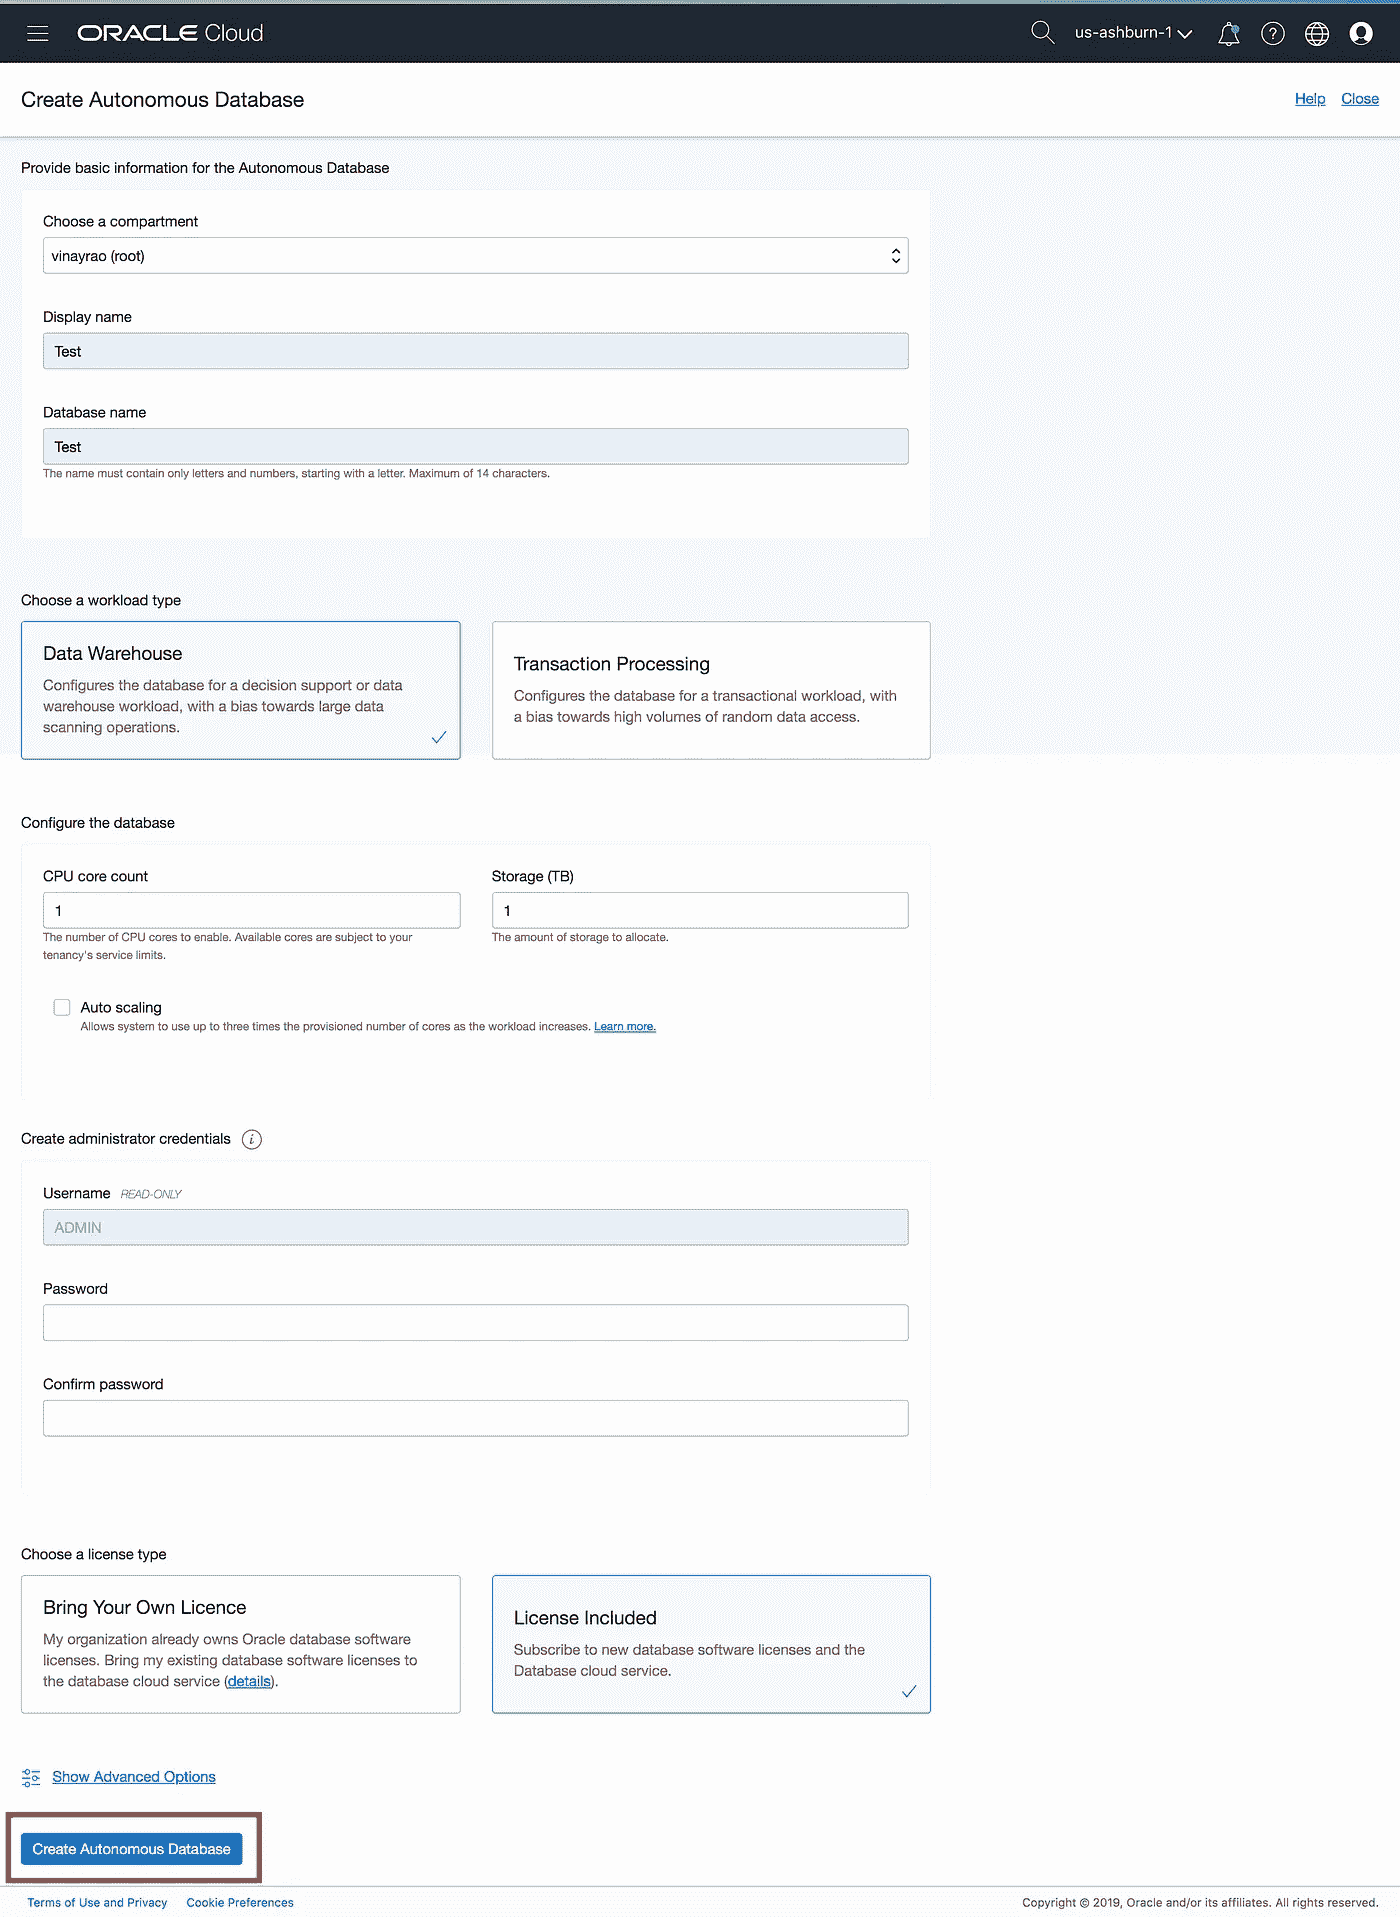 ORACLE Cloud
us-ashburn-1
Create Autonomous Database
Help
Close
Provide basic information for the Autonomous Database
Choose a compartment
vinayrao (root)
Display name
Test
Database name
Test
The name must contain only letters and numbers, starting with a letter. Maximum of 14 characters.
Choose a workload type
Data Warehouse
Configures the database for a decision support or data
warehouse workload, with a bias towards large data
scanning operations.
Transaction Processing
Configures the database for a transactional workload, with
a bias towards high volumes of random data access.
Configure the database
CPU core count
1
The number of CPU cores to enable. Available cores are subject to your
tenancy's service limits.
Storage (TB)
1
The amount of storage to allocate.
Auto scaling
Allows system to use up to three times the provisioned number of cores as the workload increases. Learn more.
Create administrator credentials
Username READ-ONLY
ADMIN
Password
Confirm password
Choose a license type
Bring Your Own Licence
My organization already owns Oracle database software
licenses. Bring my existing database software licenses to
the database cloud service (details).
License Included
Subscribe to new database software licenses and the
Database cloud service.
Show Advanced Options
Create Autonomous Database
Terms of Use and Privacy
Cookie Preferences
Copyright © 2019, Oracle and/or its affiliates. All rights reserved.